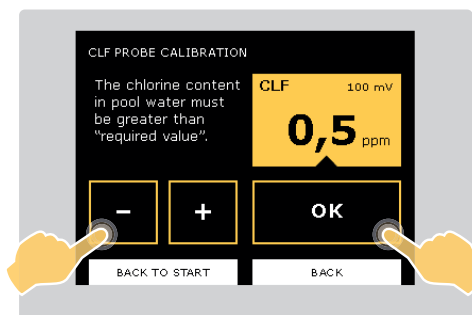 CLF PROBE CALIBRATION
The chlorine content
in pool water must
be greater than
“required value”.
CLF 100 mV
0,5 ppm
- + OK
BACK TO START BACK